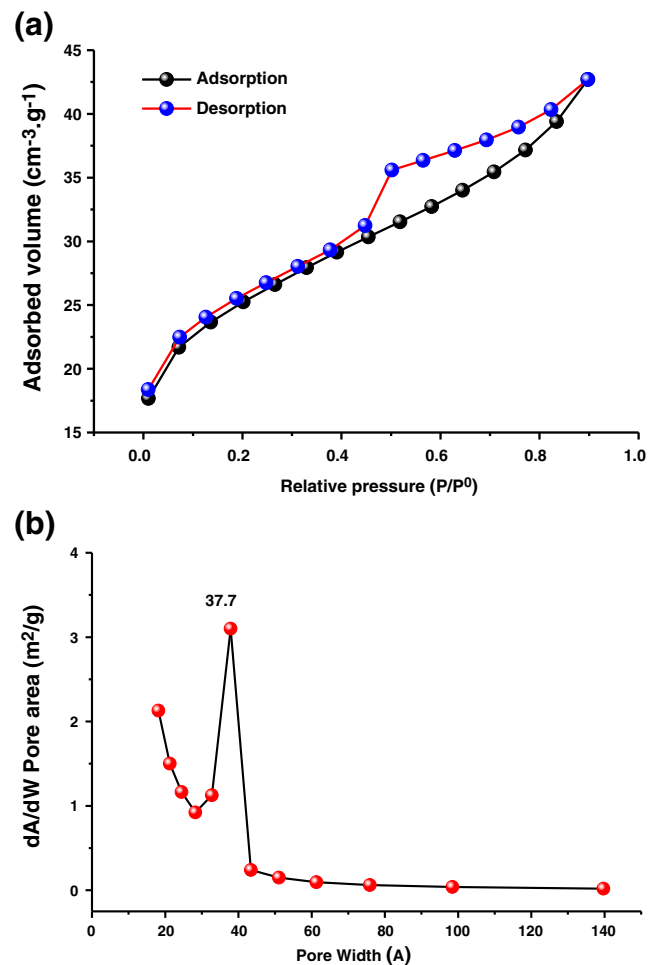 (a)
45
40
35
30
25
20
15
Adsorbed volume (cm-3.g-1)
Adsorption
Desorption
0.0 0.2 0.4 0.6 0.8 1.0
Relative pressure (P/P0)
(b)
4
3
2
1
0
dA/dW Pore area (m2/g)
37.7
0 20 40 60 80 100 120 140
Pore Width (A)